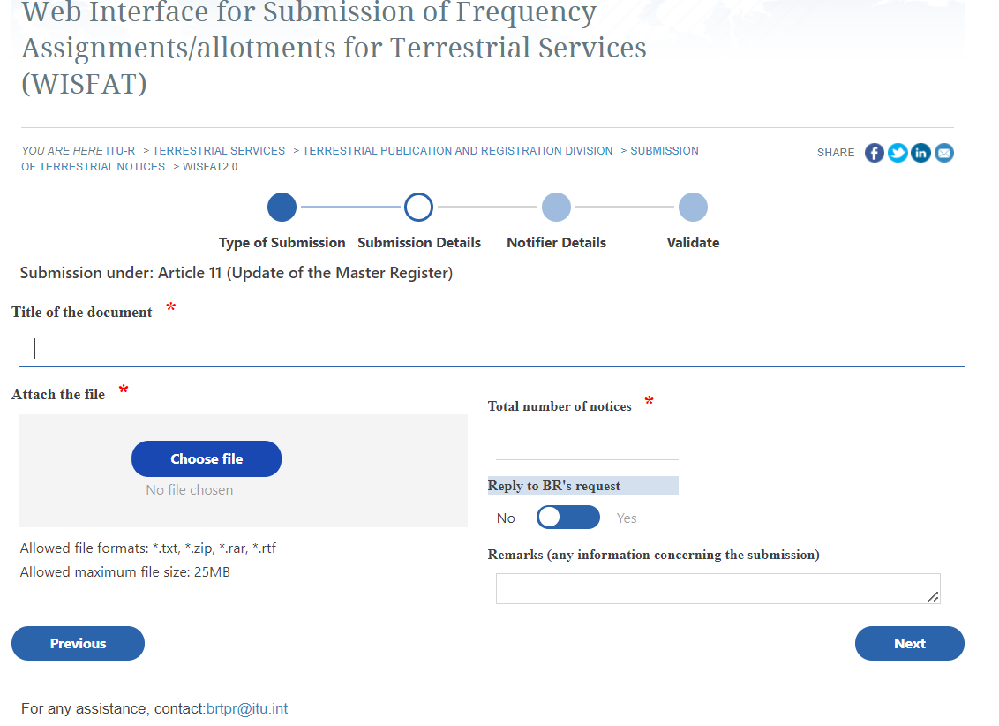 Web Interface for Submission of Frequency
Assignments/allotments for Terrestrial Services
(WISFAT)
YOU ARE HERE ITU-R > TERRESTRIAL SERVICES > TERRESTRIAL PUBLICATION AND REGISTRATION DIVISION > SUBMISSION
OF TERRESTRIAL NOTICES > WISFAT2.0
SHARE
Type of Submission Submission Details Notifier Details Validate
Submission under: Article 11 (Update of the Master Register)
Title of the document *
Attach the file *
Choose file
No file chosen
Allowed file formats: *.txt, *.zip, *.rar, *.rtf
Allowed maximum file size: 25MB
Total number of notices *
Reply to BR's request
No Yes
Remarks (any information concerning the submission)
Previous
Next
For any assistance, contact:brtpr@itu.int